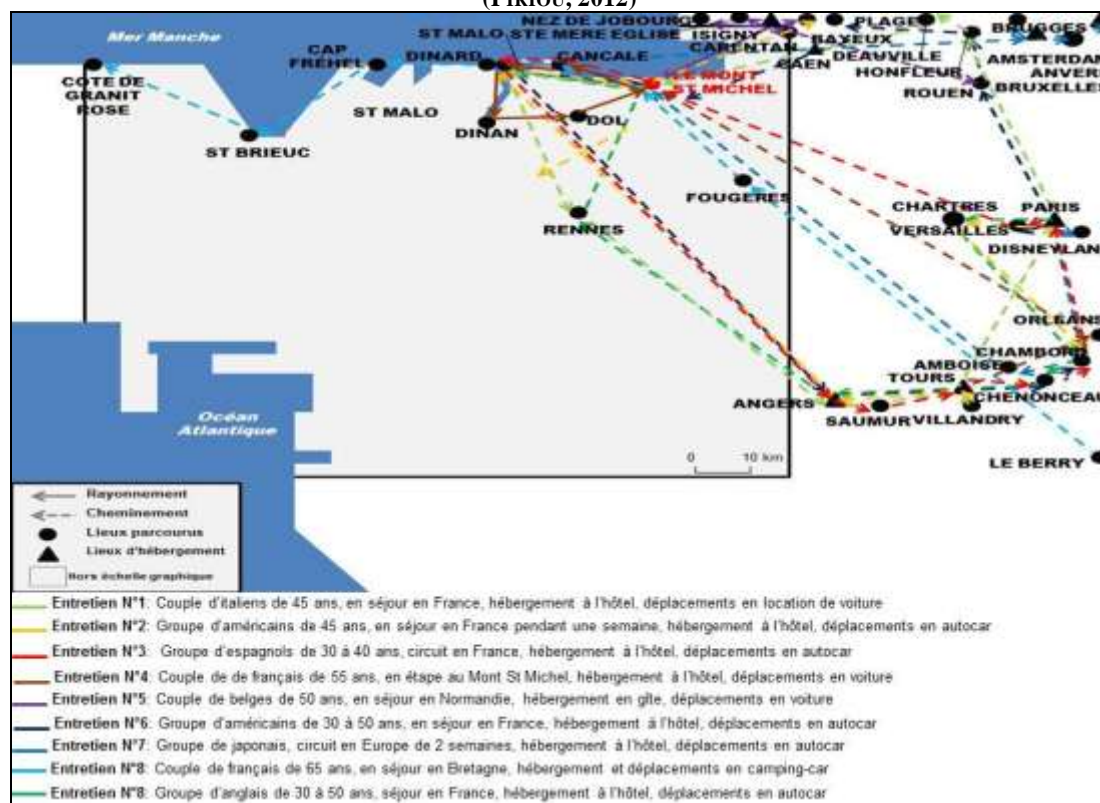 (PIRIOU, 2012)
NEZ DE JOBOURG
PLAGE
BRUGGES
ST MALO
STE MERE EGLISE
ISIGNY
BAYEUX
Mer Manche
CAP FREHEL
DINARD
CANCALE
CARENTAN
DEAUVILLE
AMSTERDAM
CAEN
HONFLEUR
ANVER
COTE DE GRANIT ROSE
LE MONT ST MICHEL
ROUEN
BRUXELLES
ST MALO
DINAN
DOL
ST BRIEUC
FOUGERES
CHARTRES
PARIS
RENNES
VERSAILLES
DISNEYLAN
ORLEANS
CHAMBORD
AMBOISE
TOURS
CHENONCEAU
ANGERS
SAUMUR
VILLANDRY
Océan
Atlantique
LE BERRY
0 10 km
Rayonnement
Cheminement
Lieux parcourus
Lieux d'hébergement
Hors échelle graphique
Entretien N°1: Couple d'italiens de 45 ans, en séjour en France, hébergement à l'hôtel, déplacements en location de voiture
Entretien N°2: Groupe d'américains de 45 ans, en séjour en France pendant une semaine, hébergement à l'hôtel, déplacements en autocar
Entretien N°3: Groupe d'espagnols de 30 à 40 ans, circuit en France, hébergement à l'hôtel, déplacements en autocar
Entretien N°4: Couple de de français de 55 ans, en étape au Mont St Michel, hébergement à l'hôtel, déplacements en voiture
Entretien N°5: Couple de belges de 50 ans, en séjour en Normandie, hébergement en gîte, déplacements en voiture
Entretien N°6: Groupe d'américains de 30 à 50 ans, en séjour en France, hébergement à l'hôtel, déplacements en autocar
Entretien N°7: Groupe de japonais, circuit en Europe de 2 semaines, hébergement à l'hôtel, déplacements en autocar
Entretien N°8: Couple de français de 65 ans, en séjour en Bretagne, hébergement et déplacements en camping-car
Entretien N°8: Groupe d'anglais de 30 à 50 ans, séjour en France, hébergement à l'hôtel, déplacements en autocar